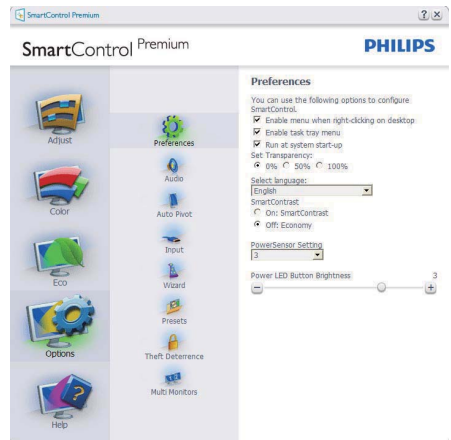 SmartControl Premium
? X
SmartControl Premium
PHILIPS
Adjust
Color
Eco
Options
Help
Preferences
Audio
Auto Pivot
Input
Wizard
Presets
Theft Deterrence
Multi Monitors
Preferences
You can use the following options to configure
SmartControl.
Enable menu when right-clicking on desktop
Enable task tray menu
Run at system start-up
Set Transparency:
0% 50% 100%
Select language:
English
SmartContrast
On: SmartContrast
Off: Economy
PowerSensor Setting
3
Power LED Button Brightness 3